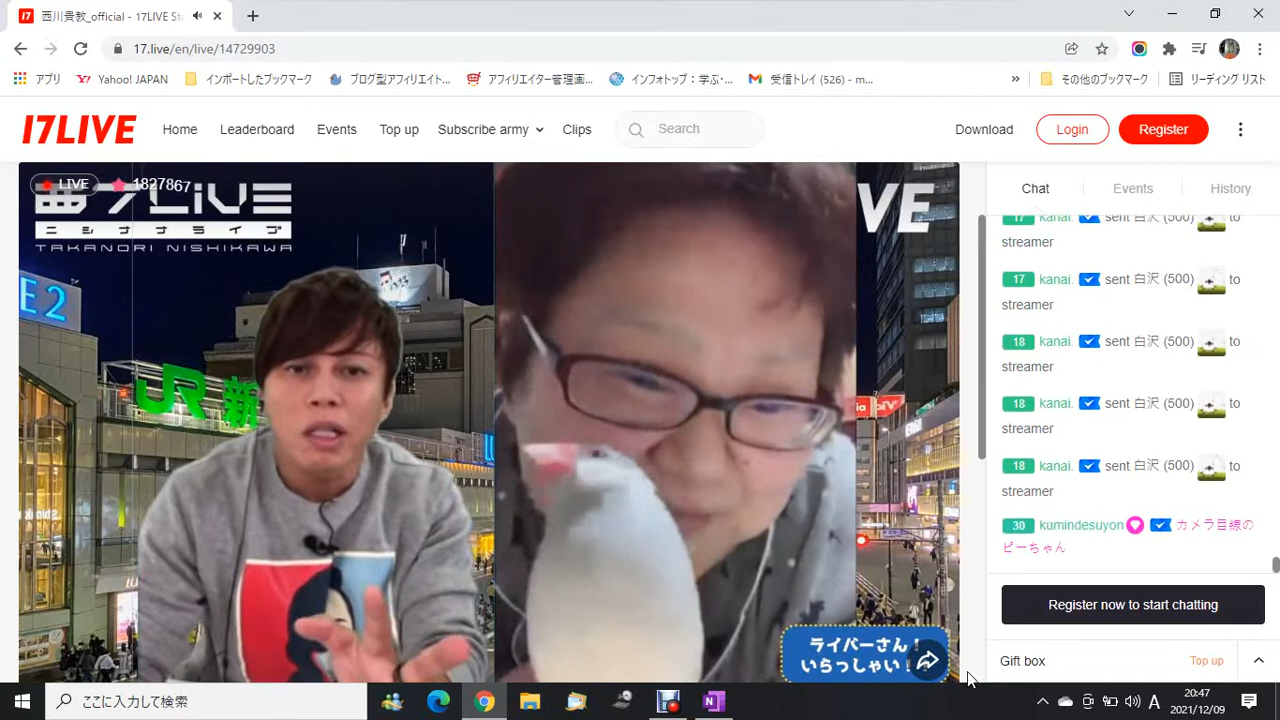 西川貴教_official - 17LIVE St
17.live/en/live/14729903
アプリ
Yahoo! JAPAN
インポートしたブックマーク
ブログ型アフィリエイト...
アフィリエイター管理画...
インフォトップ：学ぶ・...
受信トレイ (526) - m...
»
その他のブックマーク
リーディング リスト
17LIVE
Home
Leaderboard
Events
Top up
Subscribe army
Clips
Search
Download
Login
Register
LIVE
1827867
西7LiVE
ニシナナライブ
TAKANORI NISHIKAWA
VE
E 2
JR新
ライバーさん！
いらっしゃい！
Chat
Events
History
17 kanai. sent 白沢 (500) to
streamer
17 kanai. sent 白沢 (500) to
streamer
18 kanai. sent 白沢 (500) to
streamer
18 kanai. sent 白沢 (500) to
streamer
18 kanai. sent 白沢 (500) to
streamer
30 kumindesuyon カメラ目線の
ピーちゃん
Register now to start chatting
Gift box
Top up
ここに入力して検索
A
20:47
2021/12/09